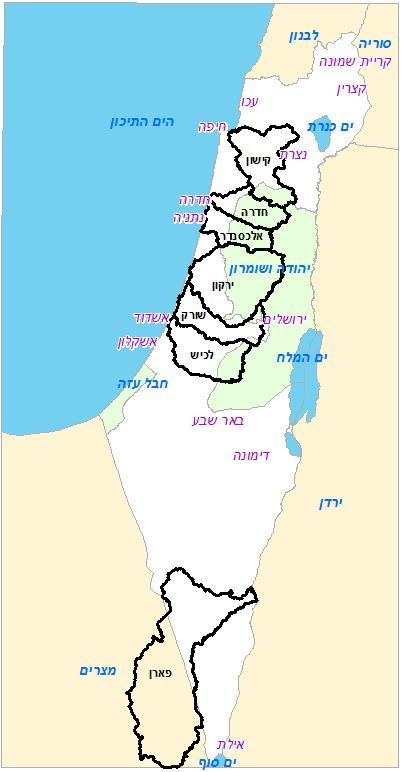 לבנון
סוריה
קריית שמונה
קצרין
עכו
הים התיכון
חיפה
ים כנרת
נצרת
קישון
חדרה
חדרה
נתניה
אלכסנדר
יהודה ושומרון
ירקון
שורק
אשדוד
ירושלים
אשקלון
לכיש
ים המלח
חבל עזה
באר שבע
דימונה
ירדן
מצרים
פארן
אילת
ים סוף